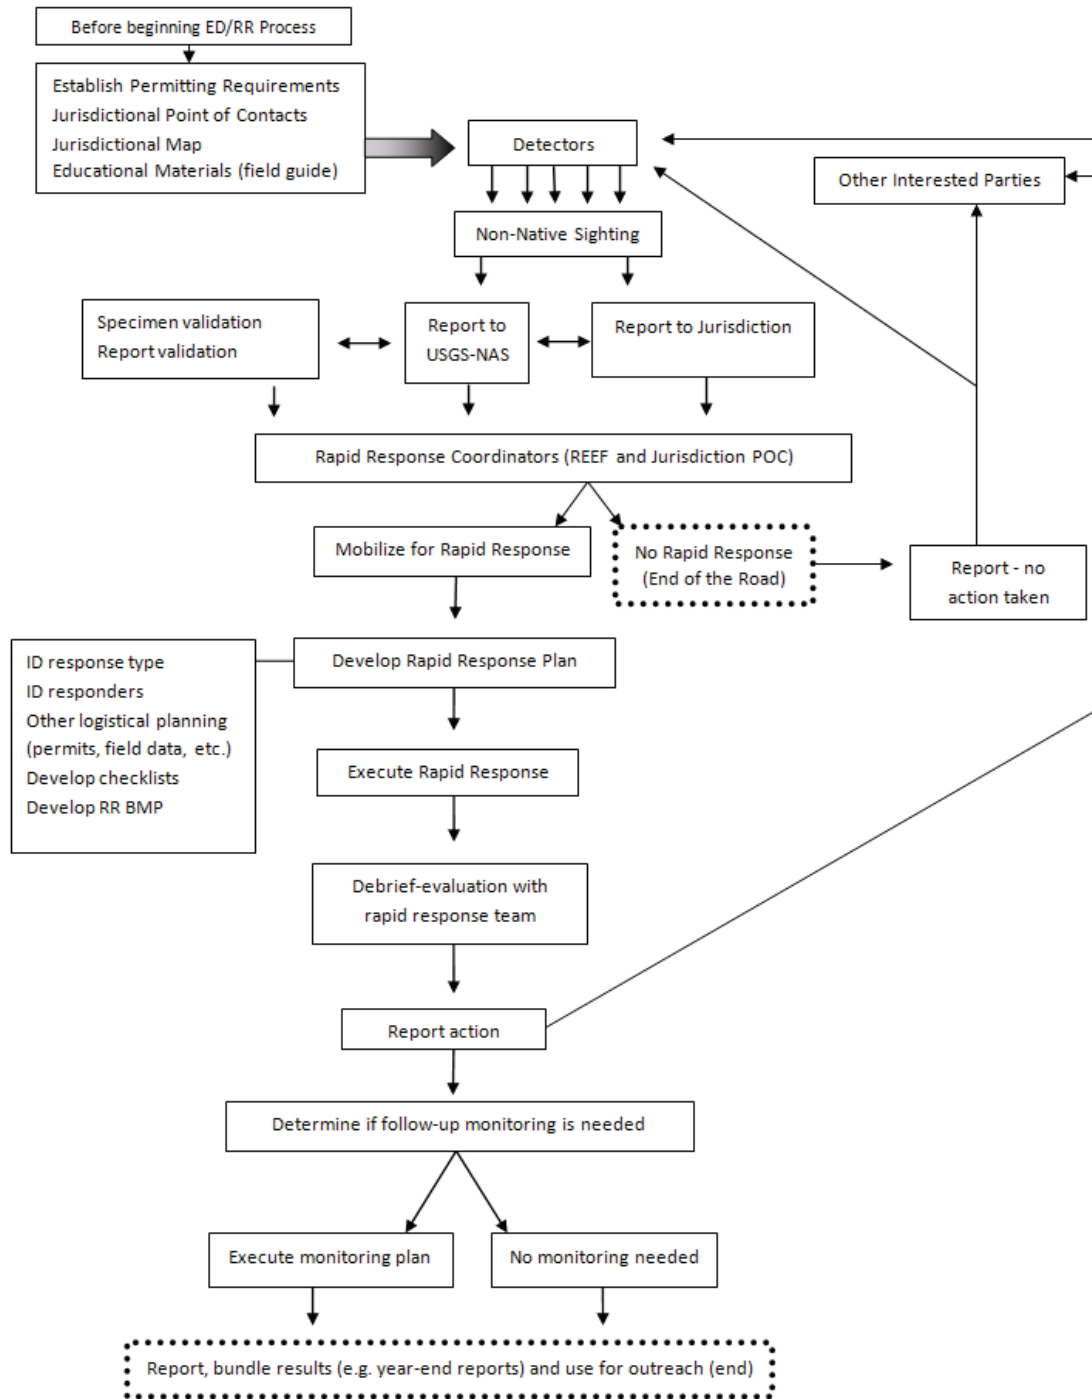 Before beginning ED/RR Process
Establish Permitting Requirements
Jurisdictional Point of Contacts
Jurisdictional Map
Educational Materials (field guide)
Detectors
Other Interested Parties
Non-Native Sighting
Specimen validation
Report validation
Report to
USGS-NAS
Report to Jurisdiction
Rapid Response Coordinators (REEF and Jurisdiction POC)
Mobilize for Rapid Response
No Rapid Response
(End of the Road)
Report - no
action taken
ID response type
ID responders
Other logistical planning
(permits, field data, etc.)
Develop checklists
Develop RR BMP
Develop Rapid Response Plan
Execute Rapid Response
Debrief-evaluation with
rapid response team
Report action
Determine if follow-up monitoring is needed
Execute monitoring plan
No monitoring needed
Report, bundle results (e.g. year-end reports) and use for outreach (end)